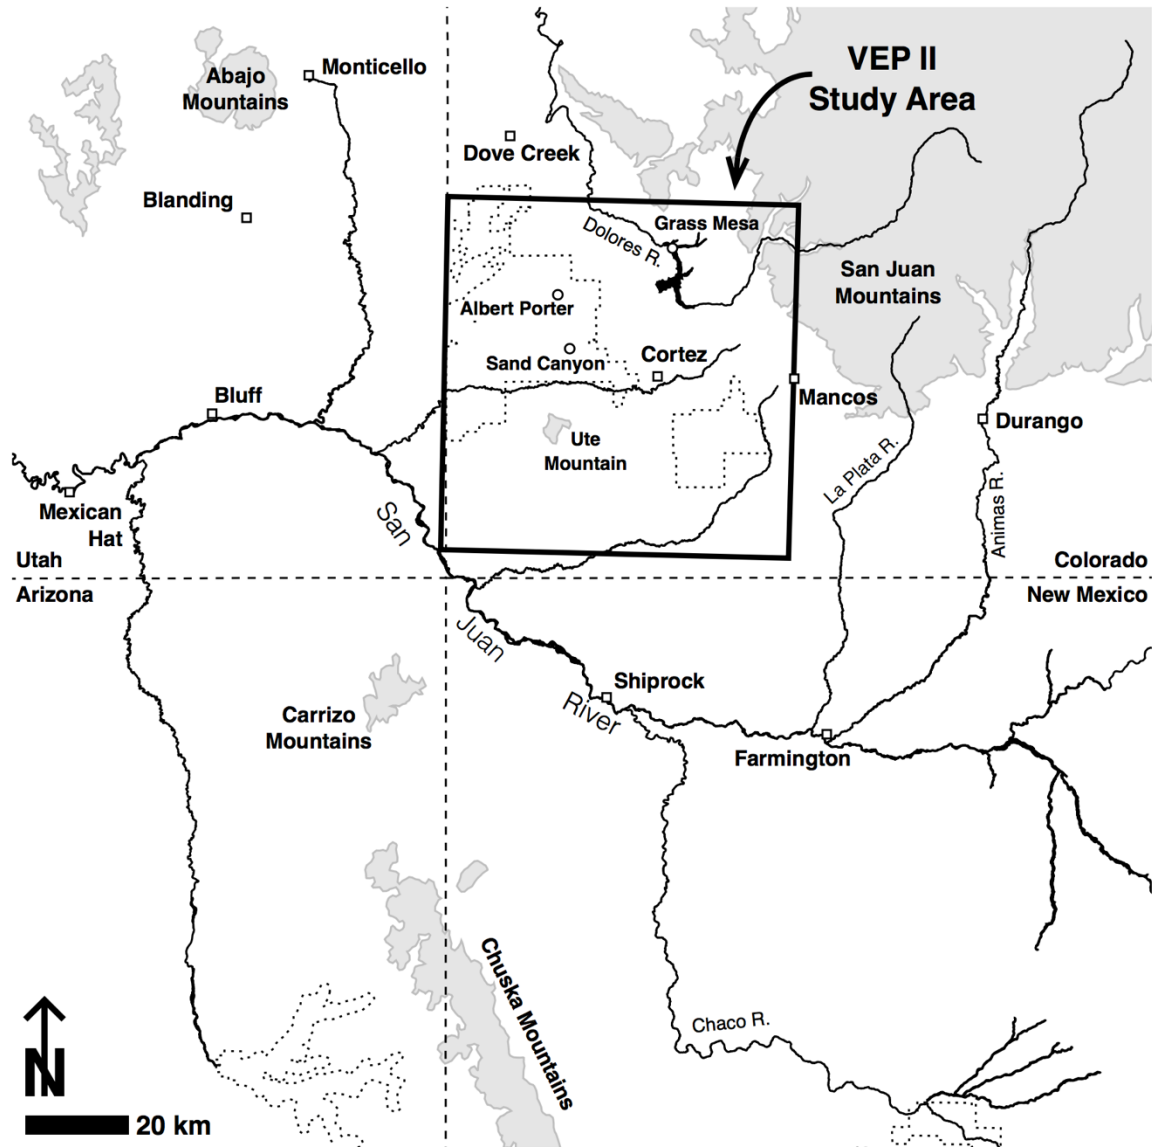 VEP II
Study Area
Abajo
Mountains
Monticello
Dove Creek
Blanding
Grass Mesa
Dolores R.
San Juan
Mountains
Albert Porter
Sand Canyon
Cortez
Mancos
Bluff
Ute
Mountain
Durango
La Plata R.
Animas R.
Mexican
Hat
San
Juan
River
Utah
Arizona
Colorado
New Mexico
Shiprock
Carrizo
Mountains
Farmington
Chuska Mountains
Chaco R.
N
20 km